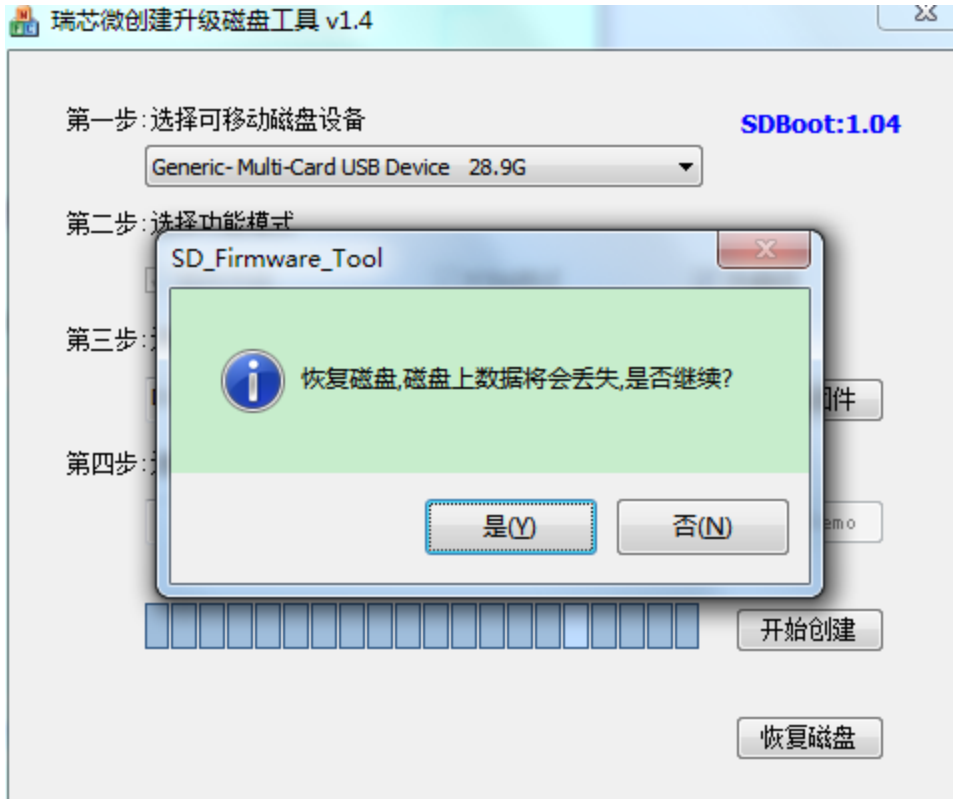 瑞芯微创建升级磁盘工具 v1.4
第一步:选择可移动磁盘设备
SDBoot:1.04
Generic- Multi-Card USB Device 28.9G
第二步:选择功能模式
SD_Firmware_Tool
第三步:
恢复磁盘,磁盘上数据将会丢失,是否继续?
件
第四步:
是(Y)
否(N)
emo
开始创建
恢复磁盘